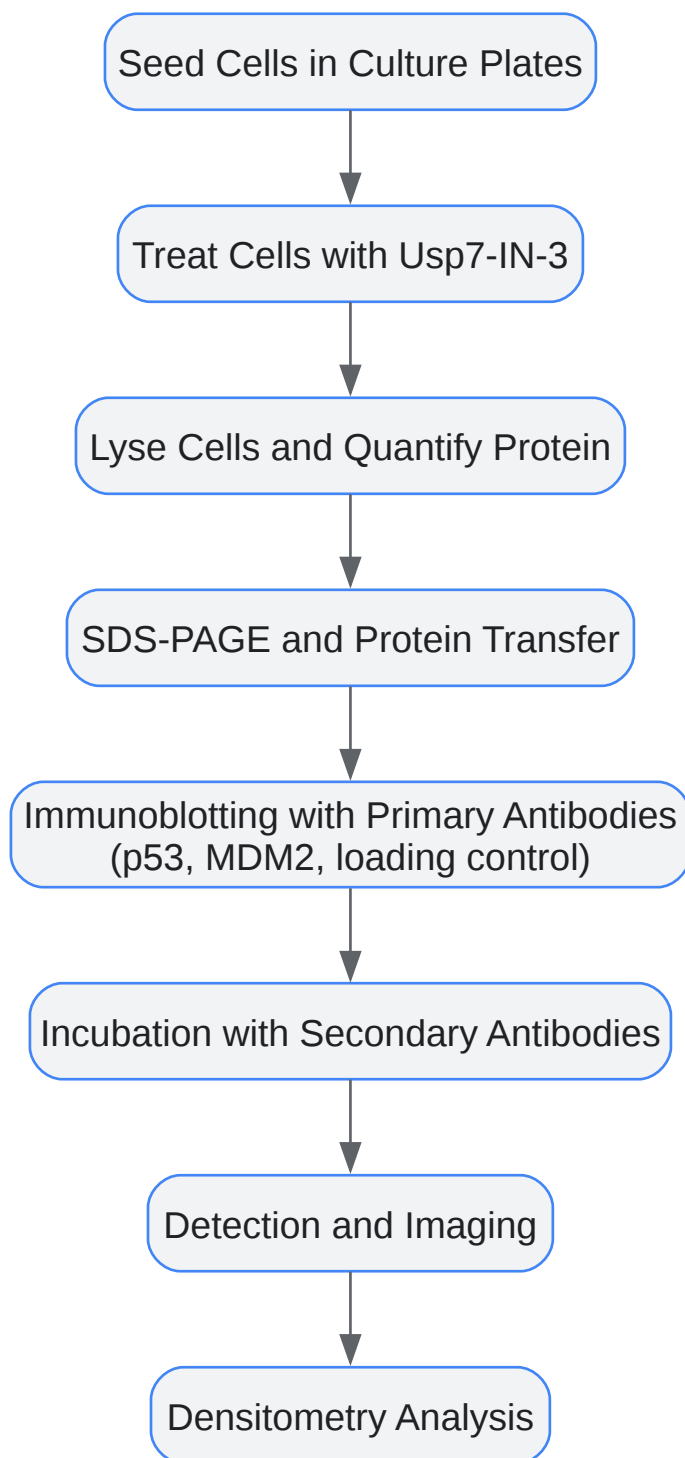 Seed Cells in Culture Plates
Treat Cells with Usp7-IN-3
Lyse Cells and Quantify Protein
SDS-PAGE and Protein Transfer
Immunoblotting with Primary Antibodies
(p53, MDM2, loading control)
Incubation with Secondary Antibodies
Detection and Imaging
Densitometry Analysis